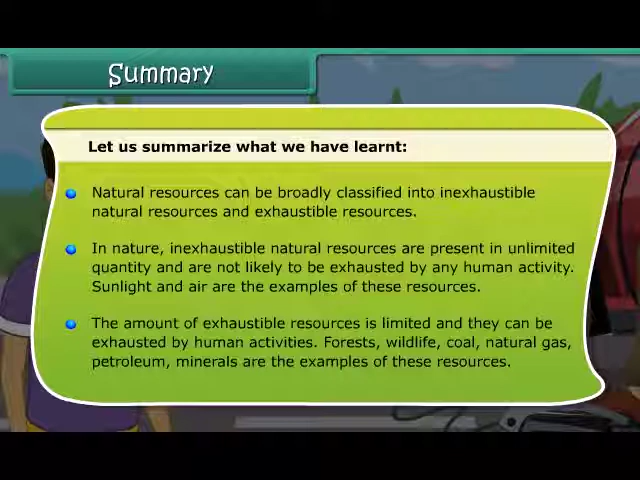 Summary
Let us summarize what we have learnt:
Natural resources can be broadly classified into inexhaustible
natural resources and exhaustible resources.
In nature, inexhaustible natural resources are present in unlimited
quantity and are not likely to be exhausted by any human activity.
Sunlight and air are the examples of these resources.
The amount of exhaustible resources is limited and they can be
exhausted by human activities. Forests, wildlife, coal, natural gas,
petroleum, minerals are the examples of these resources.